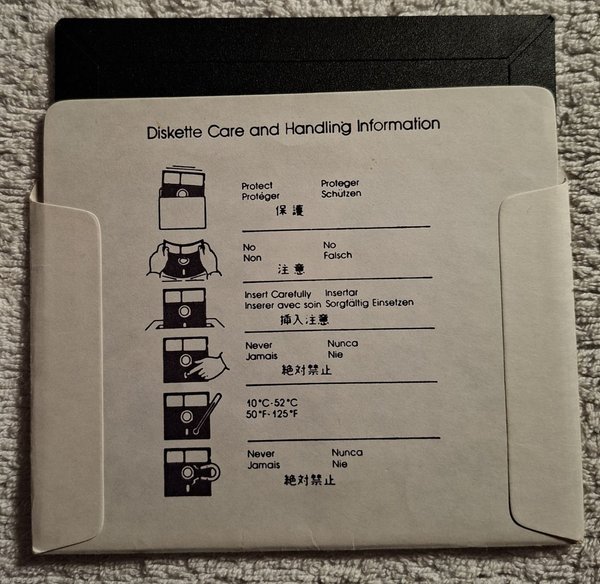 Diskette Care and Handling Information
Protect Proteger
Protéger Schützen
保護
No No
Non Falsch
注意
Insert Carefully Insertar
Inserer avec soin Sorgfältig Einsetzen
挿入注意
Never Nunca
Jamais Nie
絶対禁止
10°C-52°C
50°F-125°F
Never Nunca
Jamais Nie
絶対禁止